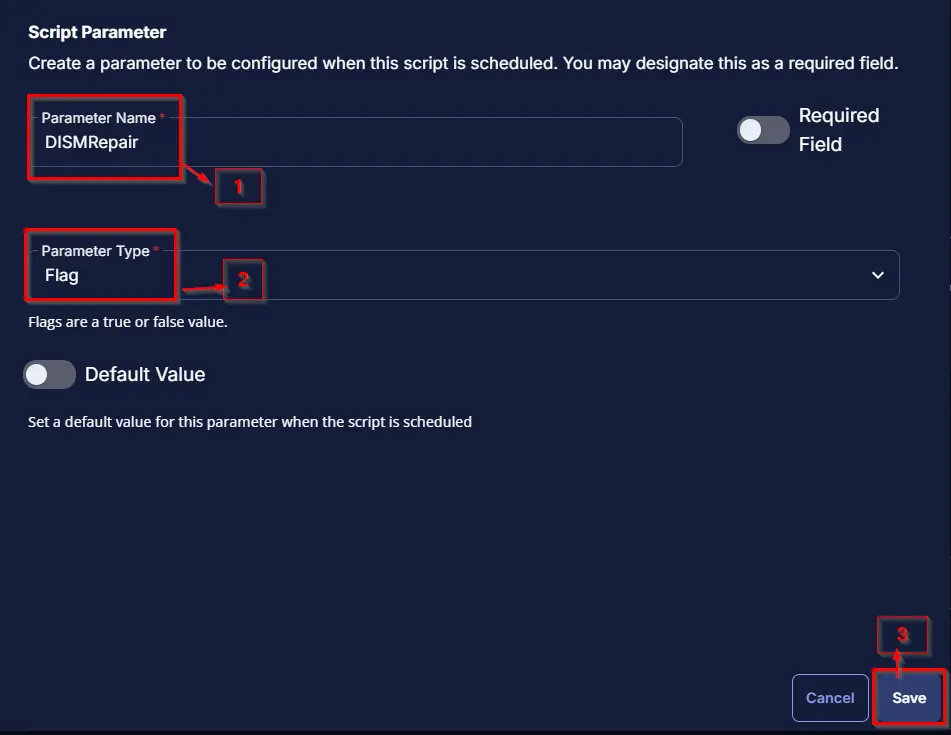 Script Parameter
Create a parameter to be configured when this script is scheduled. You may designate this as a required field.
Parameter Name *
DISMRepair
Required
Field
1
Parameter Type *
Flag
2
Flags are a true or false value.
Default Value
Set a default value for this parameter when the script is scheduled
3
Cancel
Save